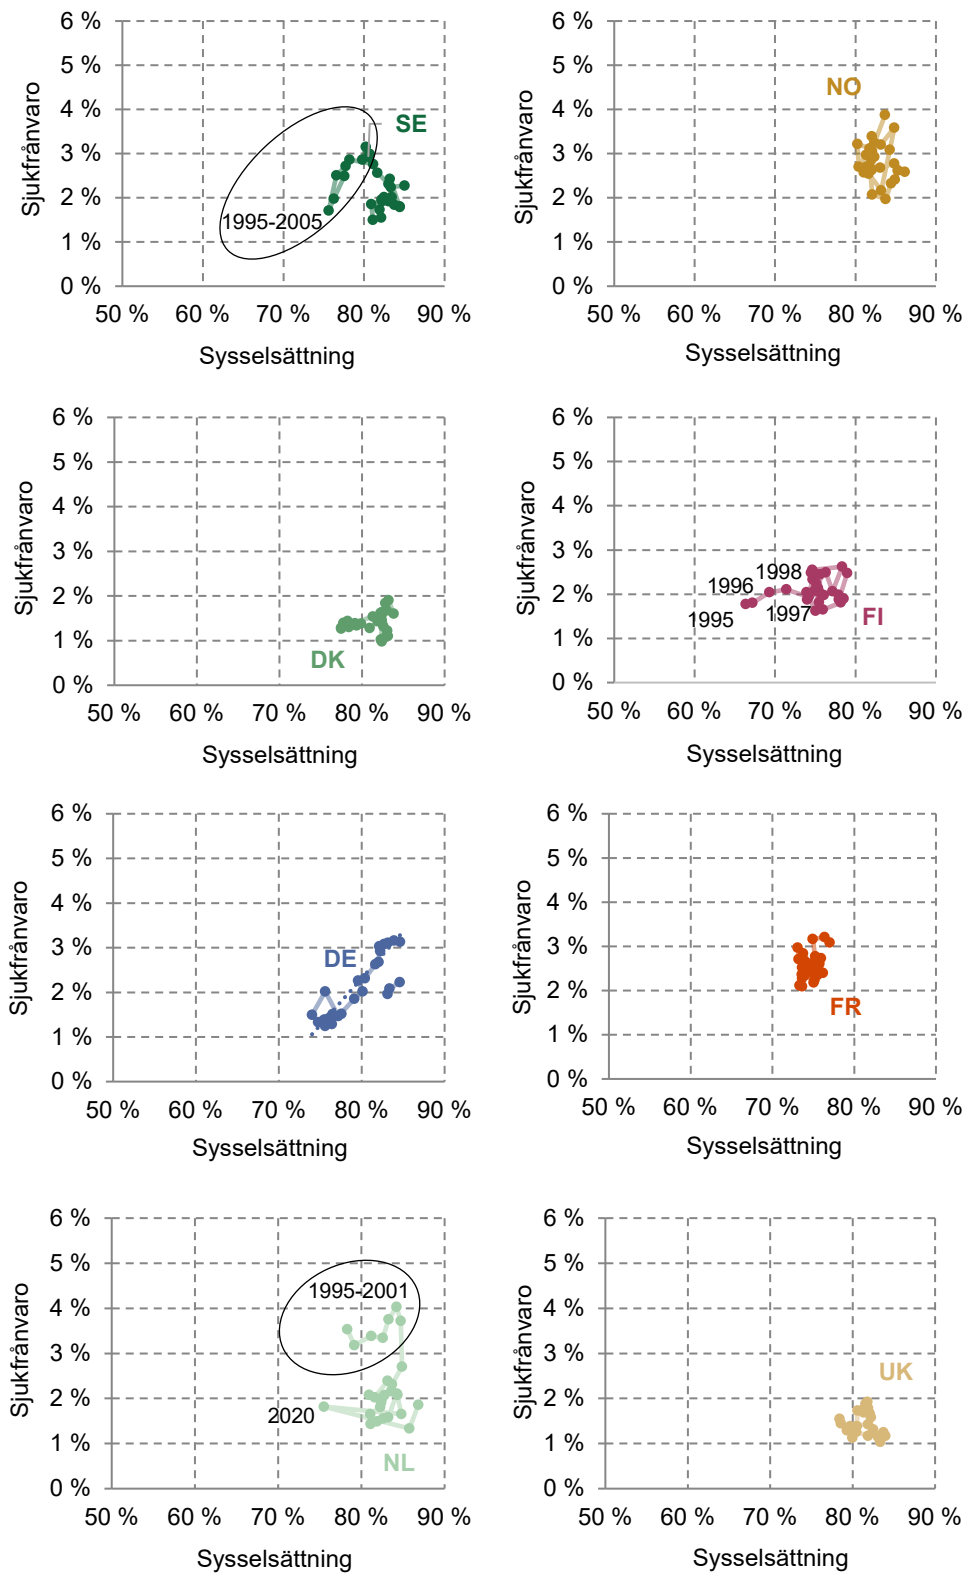 6 %
5 %
4 %
3 %
2 %
1 %
0 %
50 % 60 % 70 % 80 % 90 %
Sjukfrånvaro
Sysselsättning
SE
1995-2005
6 %
5 %
4 %
3 %
2 %
1 %
0 %
50 % 60 % 70 % 80 % 90 %
Sjukfrånvaro
Sysselsättning
NO
6 %
5 %
4 %
3 %
2 %
1 %
0 %
50 % 60 % 70 % 80 % 90 %
Sjukfrånvaro
Sysselsättning
DK
6 %
5 %
4 %
3 %
2 %
1 %
0 %
50 % 60 % 70 % 80 % 90 %
Sjukfrånvaro
Sysselsättning
1998
1996
1997
1995
FI
6 %
5 %
4 %
3 %
2 %
1 %
0 %
50 % 60 % 70 % 80 % 90 %
Sjukfrånvaro
Sysselsättning
DE
6 %
5 %
4 %
3 %
2 %
1 %
0 %
50 % 60 % 70 % 80 % 90 %
Sjukfrånvaro
Sysselsättning
FR
6 %
5 %
4 %
3 %
2 %
1 %
0 %
50 % 60 % 70 % 80 % 90 %
Sjukfrånvaro
Sysselsättning
1995-2001
2020
NL
6 %
5 %
4 %
3 %
2 %
1 %
0 %
50 % 60 % 70 % 80 % 90 %
Sjukfrånvaro
Sysselsättning
UK